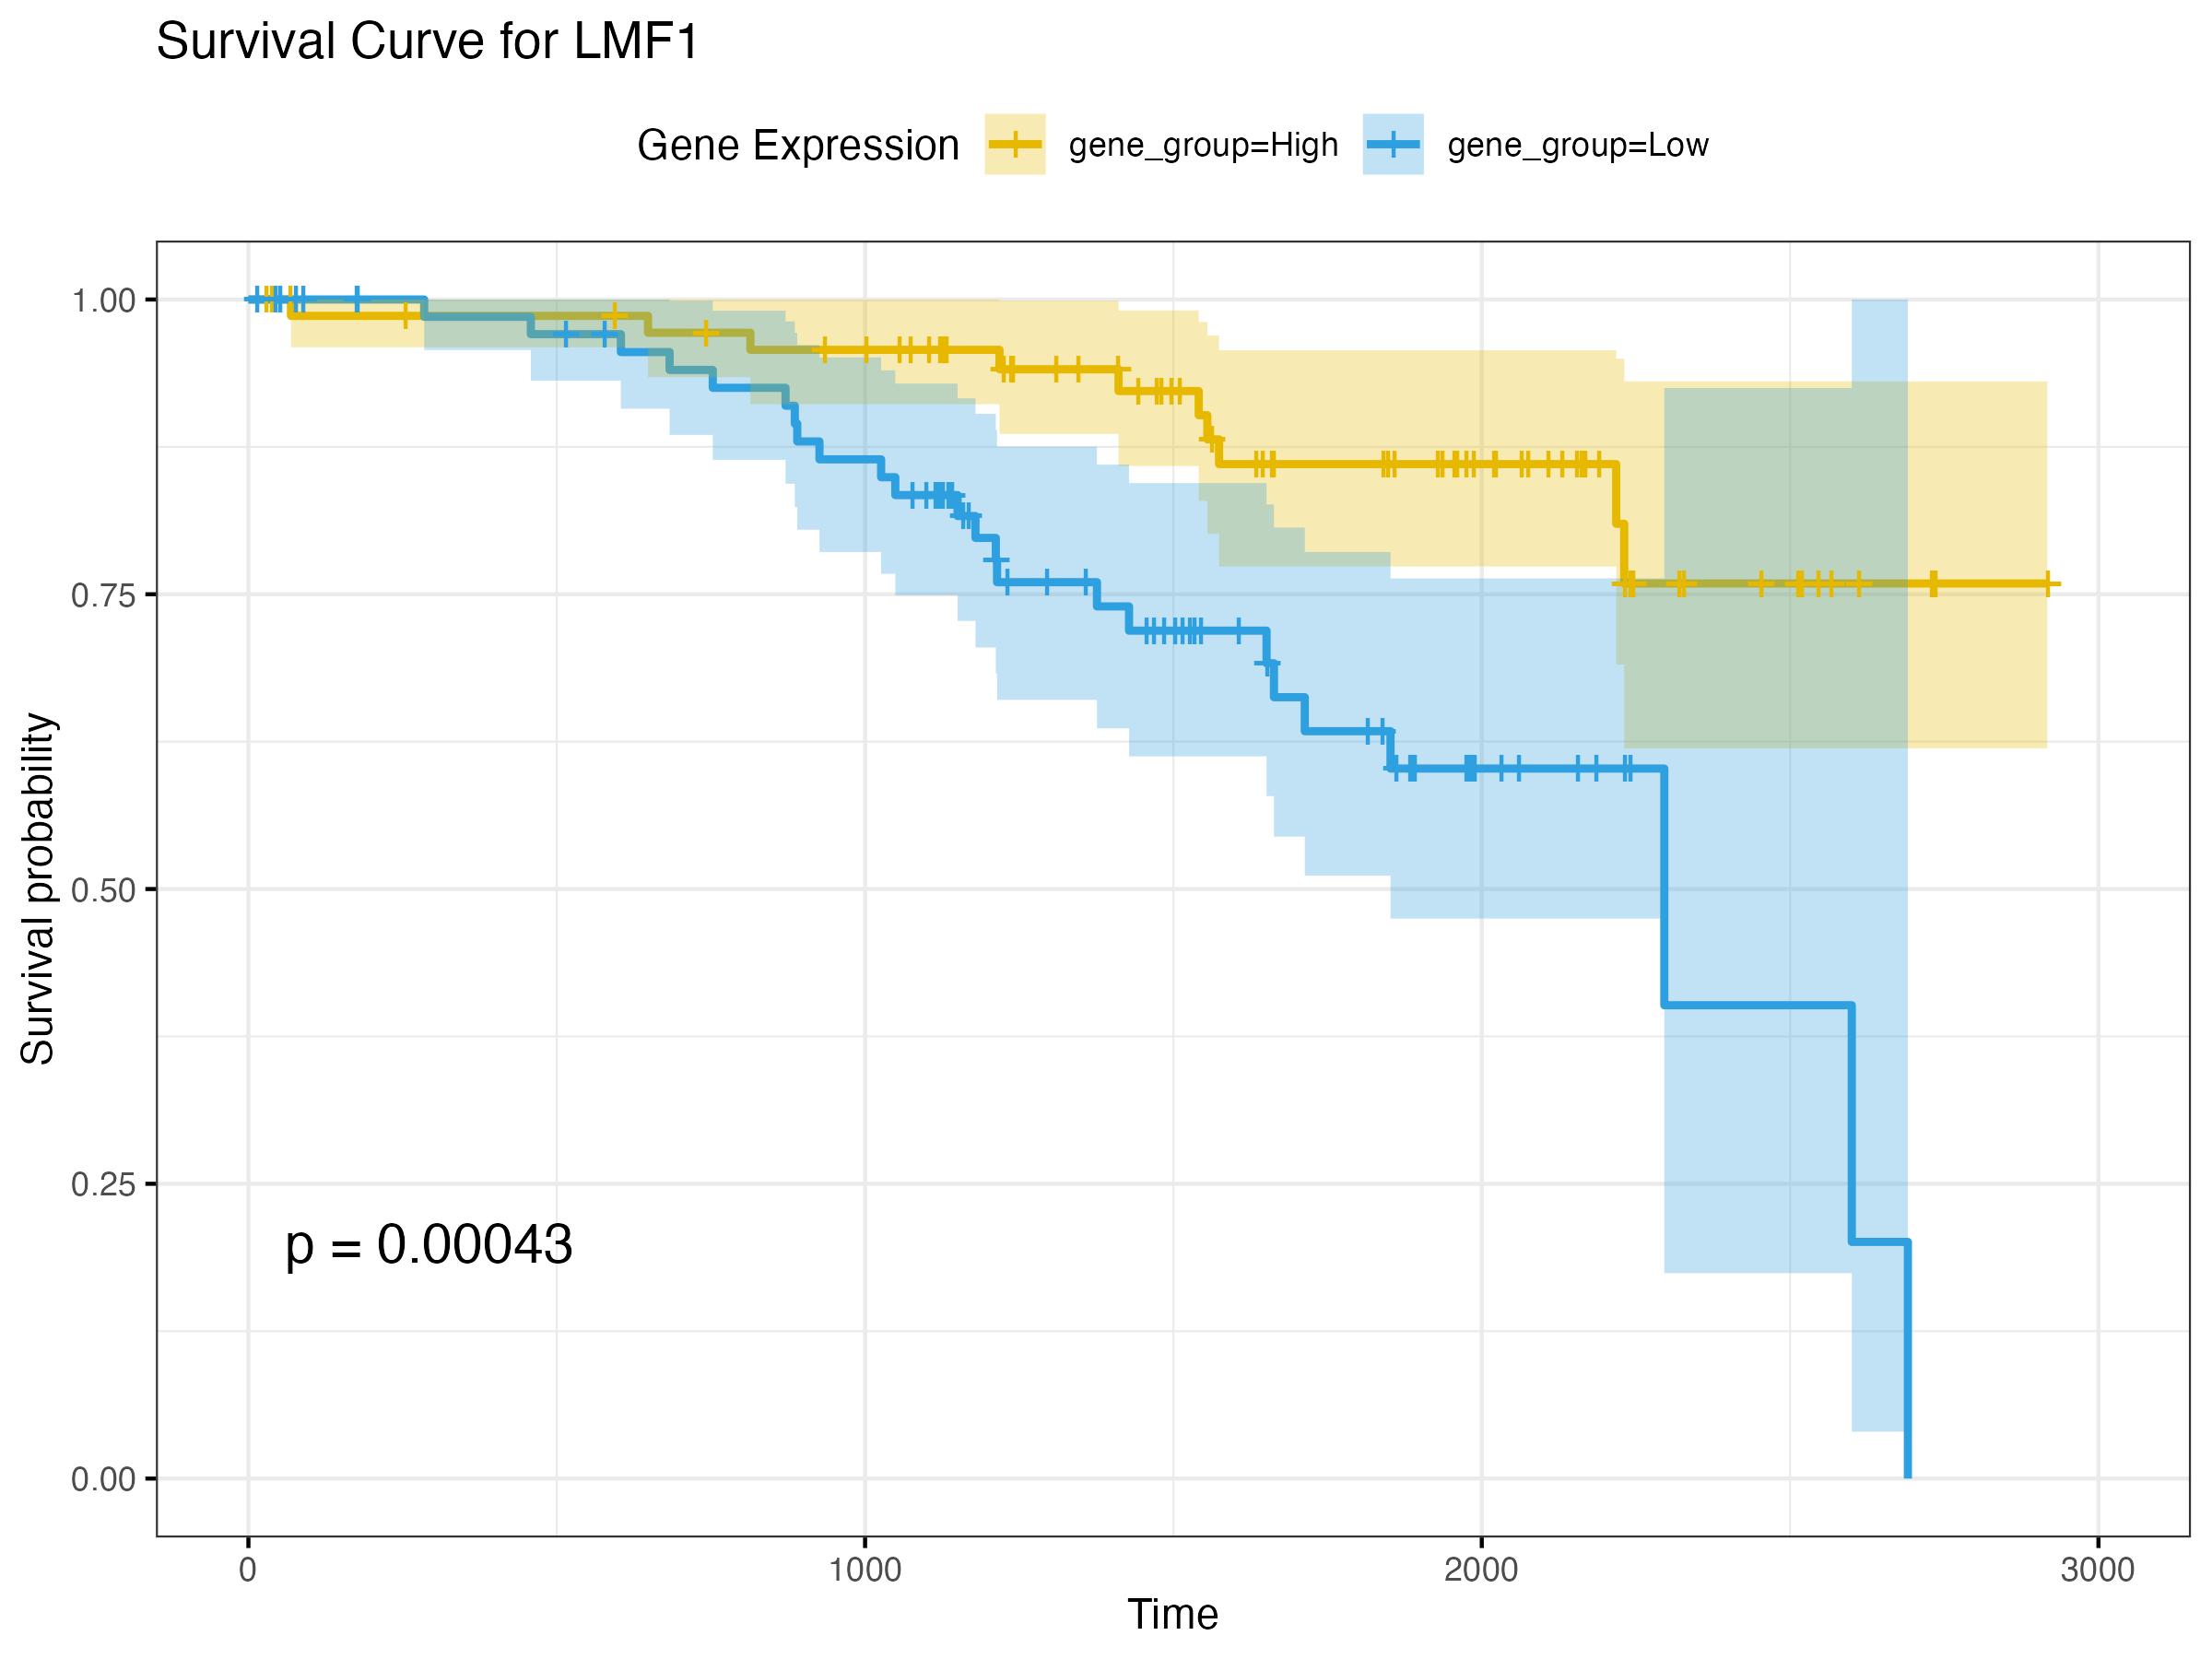 Survival Curve for LMF1
Gene Expression gene_group=High gene_group=Low
1.00
0.75
0.50
0.25
0.00
Survival probability
p = 0.00043
0 1000 2000 3000
Time